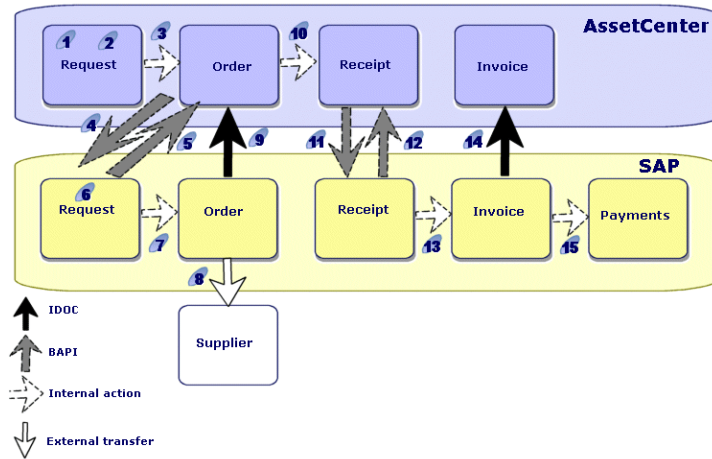 AssetCenter
1 2 3 10
Request Order Receipt Invoice
4 5 9 11 12 14
SAP
6
Request Order Receipt Invoice Payments
7 13 15
8
IDOC
Supplier
BAPI
Internal action
External transfer